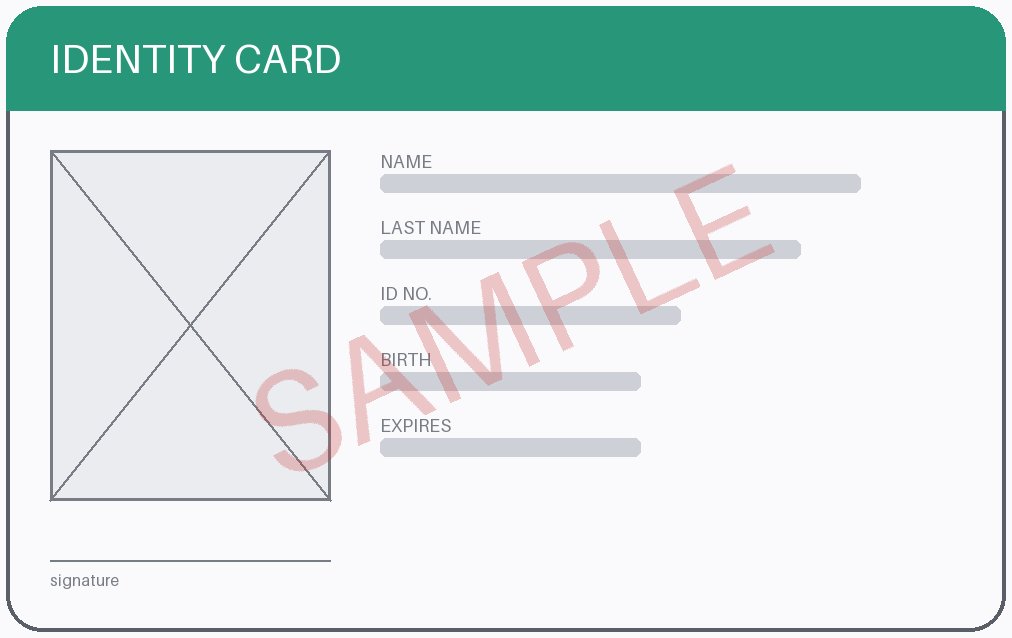 IDENTITY CARD
NAME
LAST NAME
ID NO.
BIRTH
EXPIRES
SAMPLE
signature